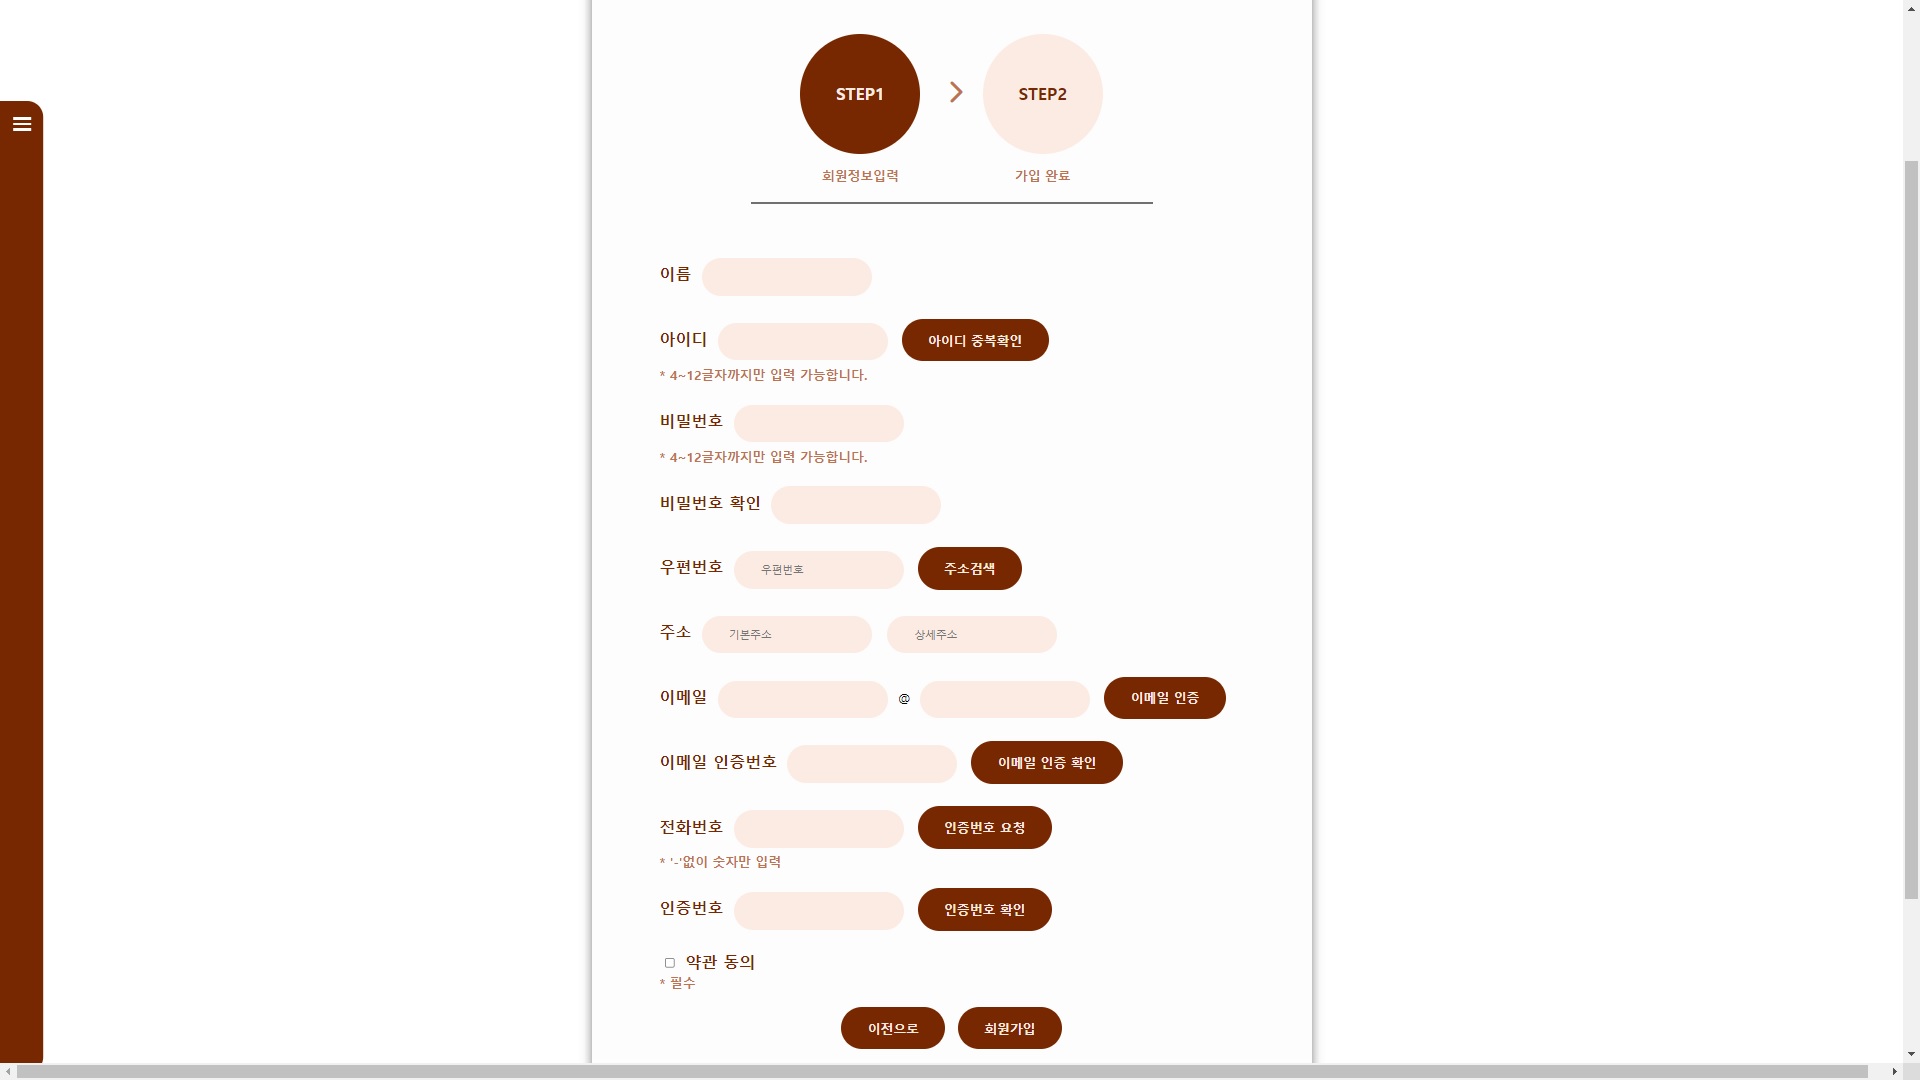 STEP1 STEP2
회원정보입력 가입 완료
이름
아이디 아이디 중복확인
* 4~12글자까지만 입력 가능합니다.
비밀번호
* 4~12글자까지만 입력 가능합니다.
비밀번호 확인
우편번호 우편번호 주소검색
주소 기본주소 상세주소
이메일 @ 이메일 인증
이메일 인증번호 이메일 인증 확인
전화번호 인증번호 요청
* '-'없이 숫자만 입력
인증번호 인증번호 확인
약관 동의
* 필수
이전으로 회원가입